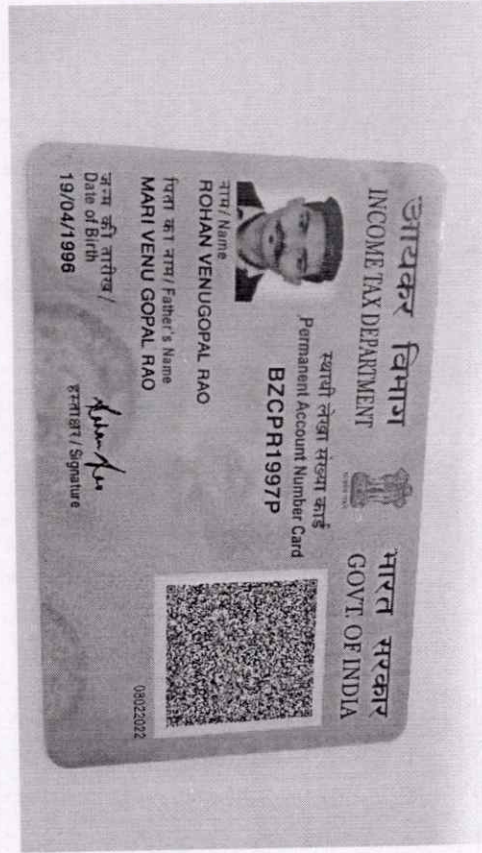 आयकर विभाग
INCOME TAX DEPARTMENT
भारत सरकार
GOVT. OF INDIA
स्थायी लेखा संख्या कार्ड
Permanent Account Number Card
BZCPR1997P
नाम / Name
ROHAN VENUGOPAL RAO
पिता का नाम / Father's Name
MARI VENU GOPAL RAO
जन्म की तारीख /
Date of Birth
19/04/1996
हस्ताक्षर / Signature
08022022